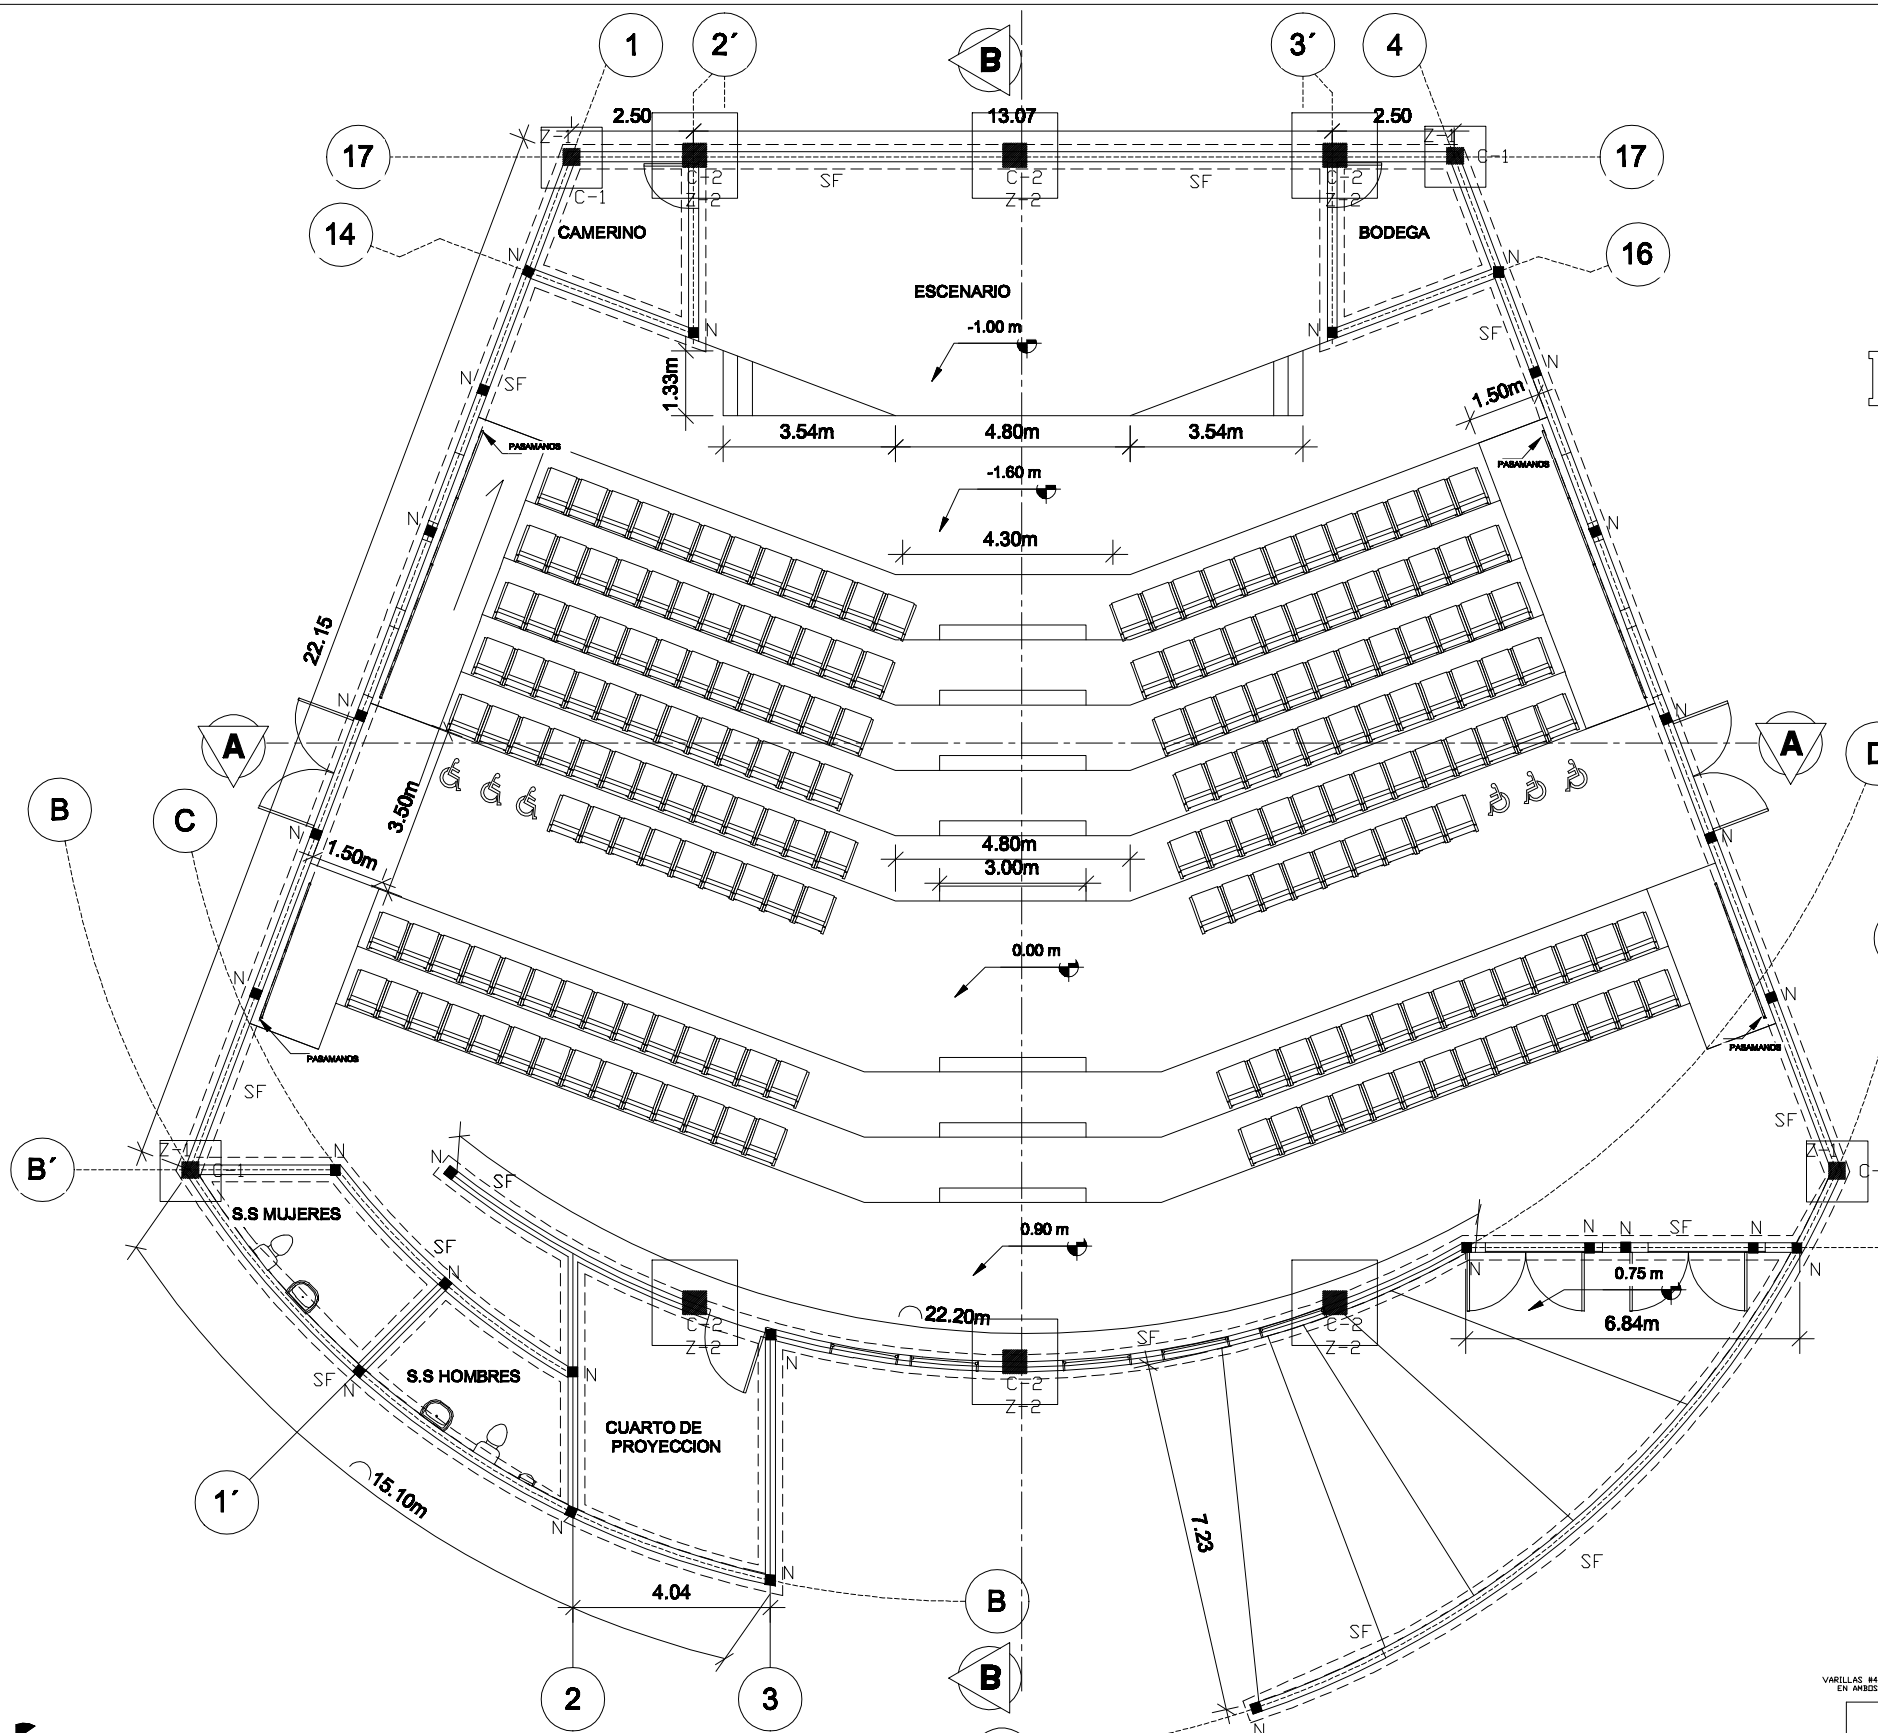 1
2´
B
3´
4
2.50
13.07
2.50
Z-1
Z-1
17
17
C-1
C-2
Z-2
SF
C-2
Z-2
SF
C-2
Z-2
C-1
14
N
CAMERINO
BODEGA
N
16
ESCENARIO
-1.00 m
N
N
SF
N
SF
1.33m
N
1.50m
3.54m
4.80m
3.54m
PASAMANOS
PASAMANOS
-1.60 m
N
N
4.30m
22.15
N
N
A
A
D
B
C
3.50m
N
N
4.80m
3.00m
1.50m
0.00 m
N
N
PASAMANOS
PASAMANOS
SF
SF
B´
Z-1
C-1
N
N
SF
Z-1
S.S MUJERES
0.90 m
N
N
SF
N
SF
N
N
N
0.75 m
22.20m
6.84m
C-2
Z-2
C-2
Z-2
SF
N
S.S HOMBRES
SF
N
N
C-2
Z-2
CUARTO DE
PROYECCION
1´
15.10m
7.23
N
SF
N
4.04
B
SF
B
2
3
N
VARILLAS #4
EN AMBOS